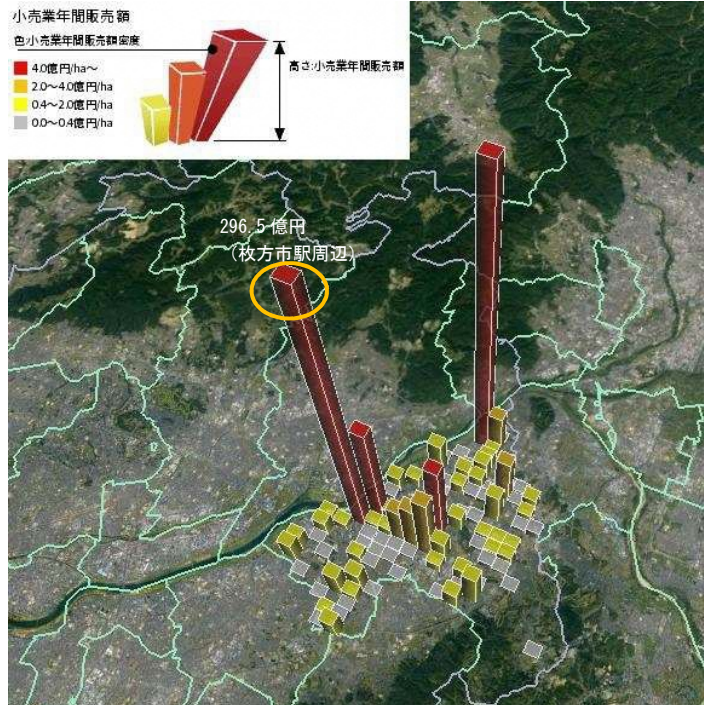 小売業年間販売額
色:小売業年間販売額密度
4.0億円/ha～
2.0～4.0億円/ha
0.4～2.0億円/ha
0.0～0.4億円/ha
高さ:小売業年間販売額
296.5億円
(枚方市駅周辺)